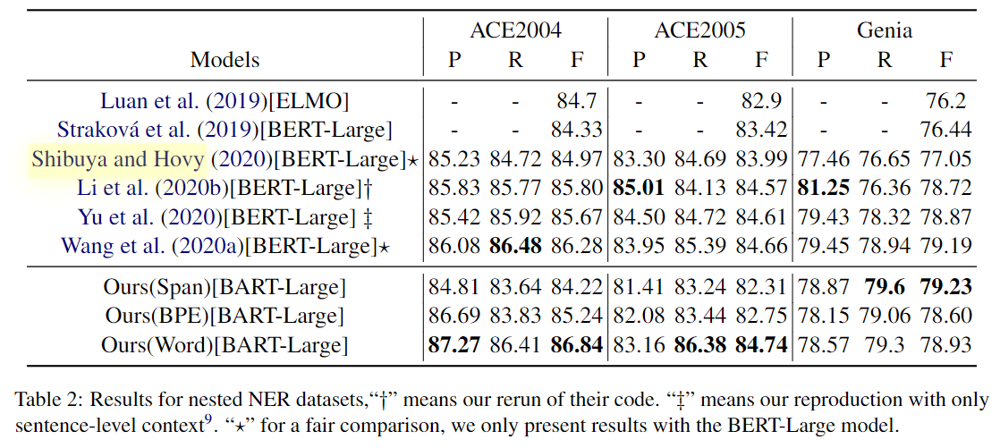 ACE2004 ACE2005 Genia
Models P R F P R F P R F
Luan et al. (2019)[ELMO] - - 84.7 - - 82.9 - - 76.2
Straková et al. (2019)[BERT-Large] - - 84.33 - - 83.42 - - 76.44
Shibuya and Hovy (2020)[BERT-Large]⋆ 85.23 84.72 84.97 83.30 84.69 83.99 77.46 76.65 77.05
Li et al. (2020b)[BERT-Large]† 85.83 85.77 85.80 85.01 84.13 84.57 81.25 76.36 78.72
Yu et al. (2020)[BERT-Large] ‡ 85.42 85.92 85.67 84.50 84.72 84.61 79.43 78.32 78.87
Wang et al. (2020a)[BERT-Large]⋆ 86.08 86.48 86.28 83.95 85.39 84.66 79.45 78.94 79.19
Ours(Span)[BART-Large] 84.81 83.64 84.22 81.41 83.24 82.31 78.87 79.6 79.23
Ours(BPE)[BART-Large] 86.69 83.83 85.24 82.08 83.44 82.75 78.15 79.06 78.60
Ours(Word)[BART-Large] 87.27 86.41 86.84 83.16 86.38 84.74 78.57 79.3 78.93
Table 2: Results for nested NER datasets,“†” means our rerun of their code. “‡” means our reproduction with only
sentence-level context⁹. “⋆” for a fair comparison, we only present results with the BERT-Large model.